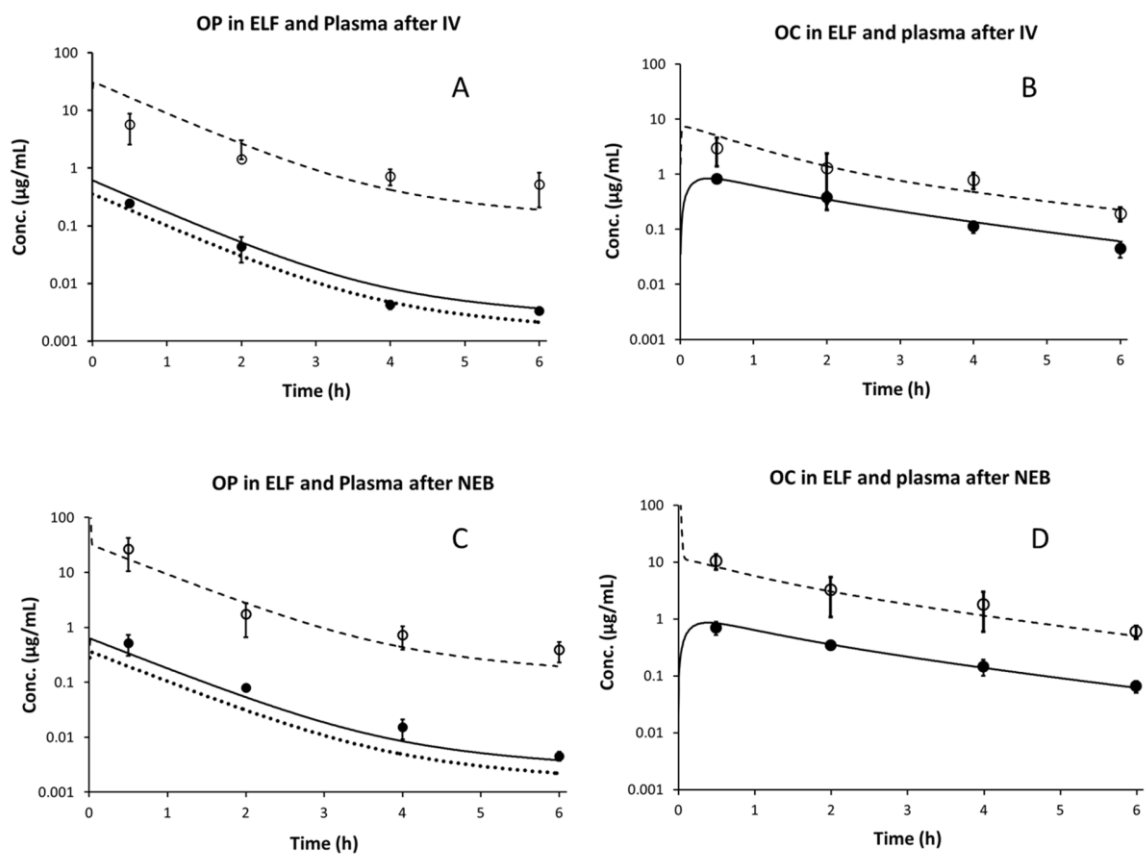 OP in ELF and Plasma after IV
A
Conc. (µg/mL)
100
10
1
0.1
0.01
0.001
0 1 2 3 4 5 6
Time (h)
OC in ELF and plasma after IV
B
Conc. (µg/mL)
100
10
1
0.1
0.01
0.001
0 1 2 3 4 5 6
Time (h)
OP in ELF and Plasma after NEB
C
Conc. (µg/mL)
100
10
1
0.1
0.01
0.001
0 1 2 3 4 5 6
Time (h)
OC in ELF and plasma after NEB
D
Conc. (µg/mL)
100
10
1
0.1
0.01
0.001
0 1 2 3 4 5 6
Time (h)